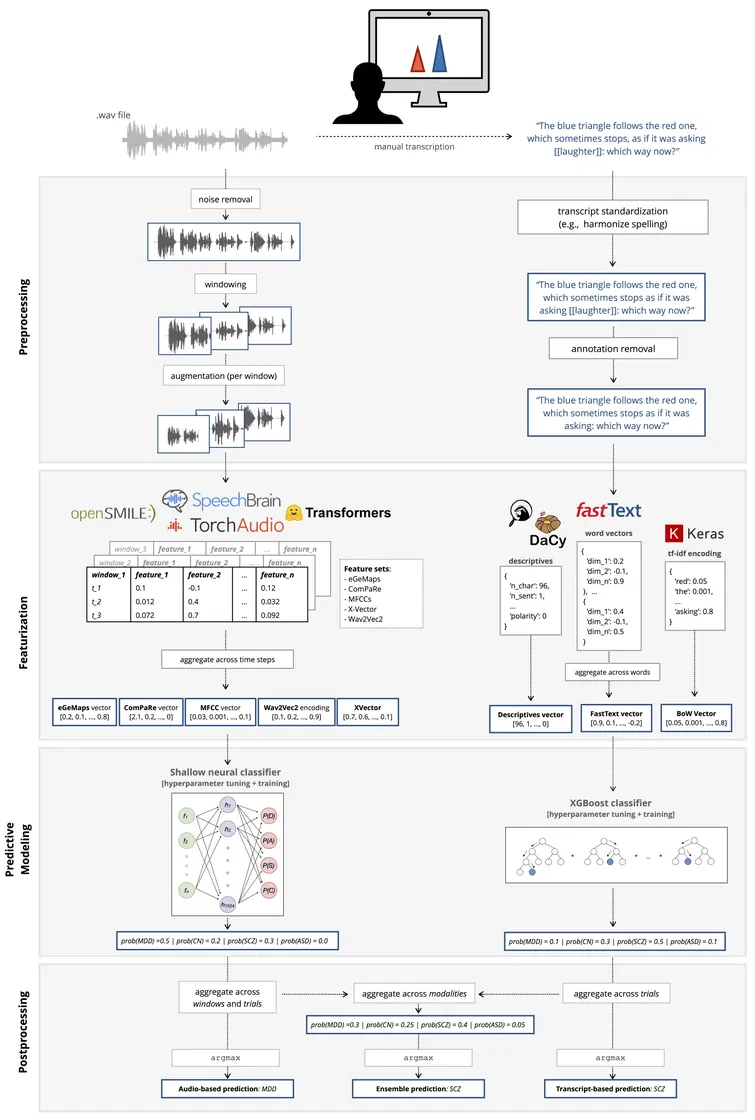 .wav file
manual transcription
“The blue triangle follows the red one,
which sometimes stops, as if it was asking
[[laughter]]: which way now?”
Preprocessing
noise removal
windowing
augmentation (per window)
transcript standardization
(e.g., harmonize spelling)
“The blue triangle follows the red one,
which sometimes stops as if it was
asking [[laughter]]: which way now?”
annotation removal
“The blue triangle follows the red one,
which sometimes stops as if it was
asking: which way now?”
Featurization
openSMILE:)
SpeechBrain
TorchAudio
Transformers
window_3 feature_1 feature_2 ... feature_n
window_2 feature_1 feature_2 ... feature_n
window_1 feature_1 feature_2 ... feature_n
t_1 0.1 -0.1 ... 0.12
t_2 0.012 0.4 ... 0.032
t_3 0.072 0.7 ... 0.092
Feature sets:
- eGeMaps
- ComPaRe
- MFCCs
- X-Vector
- Wav2Vec2
aggregate across time steps
eGeMaps vector
[0.2, 0.1, ..., 0.8]
ComPaRe vector
[2.1, 0.2, ..., 0]
MFCC vector
[0.03, 0.001, ..., 0.1]
Wav2Vec2 encoding
[0.1, 0.2, ..., 0.9]
XVector
[0.7, 0.6, ..., 0.1]
DaCy
descriptives
{
'n_char': 96,
'n_sent': 1,
...
'polarity': 0
}
fastText
word vectors
{
'dim_1': 0.2
'dim_2': -0.1,
'dim_n': 0.9
}, ...
{
'dim_1': 0.4
'dim_2': -0.1,
'dim_n': 0.5
}
K Keras
tf-idf encoding
{
'red': 0.05
'the': 0.001,
...
'asking': 0.8
}
aggregate across words
Descriptives vector
[96, 1, ..., 0]
FastText vector
[0.9, 0.1, ..., -0.2]
BoW Vector
[0.05, 0.001, ..., 0.8]
Predictive
Modeling
Shallow neural classifier
[hyperparameter tuning + training]
f1
f2
fn
h1
h2
h1024
P(D)
P(A)
P(S)
P(C)
prob(MDD) =0.5 | prob(CN) = 0.2 | prob(SCZ) = 0.3 | prob(ASD) = 0.0
XGBoost classifier
[hyperparameter tuning + training]
+ + ... +
prob(MDD) = 0.1 | prob(CN) = 0.3 | prob(SCZ) = 0.5 | prob(ASD) = 0.1
Postprocessing
aggregate across
windows and trials
aggregate across modalities
aggregate across trials
prob(MDD) =0.3 | prob(CN) = 0.25 | prob(SCZ) = 0.4 | prob(ASD) = 0.05
argmax
argmax
argmax
Audio-based prediction: MDD
Ensemble prediction: SCZ
Transcript-based prediction: SCZ